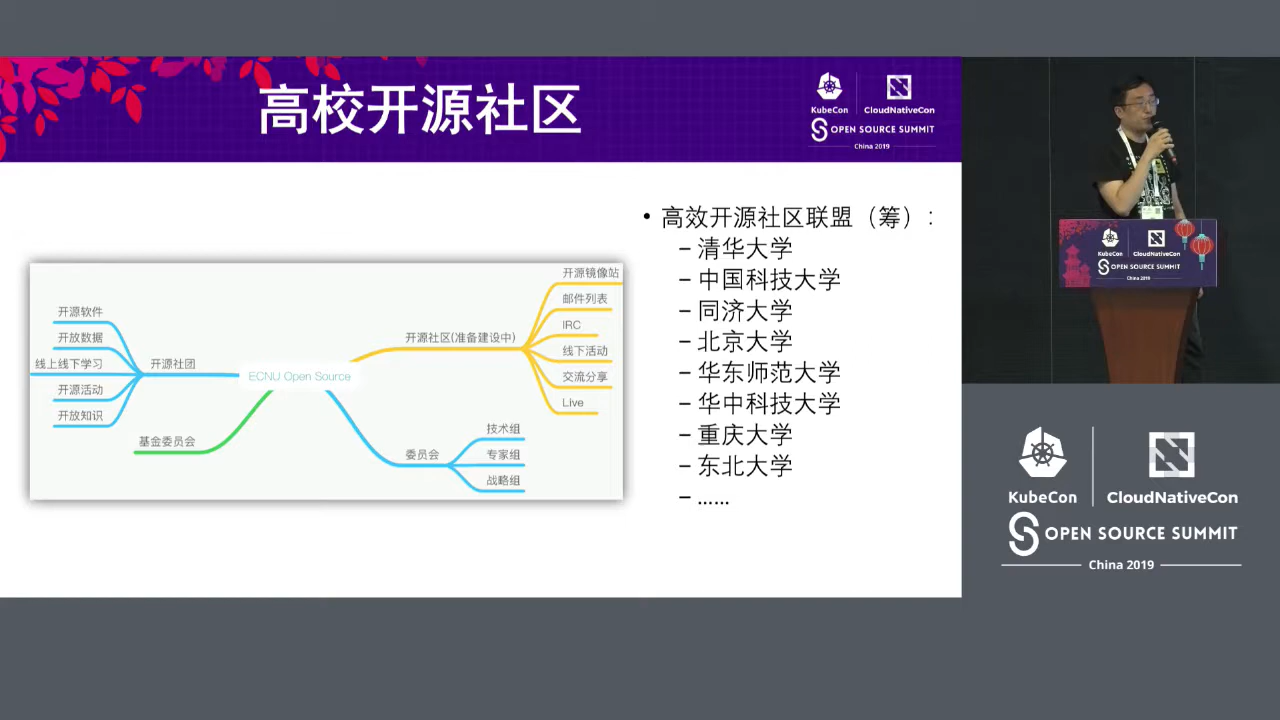 高校开源社区
KubeCon
CloudNativeCon
OPEN SOURCE SUMMIT
China 2019
开源软件
开放数据
线上线下学习
开源活动
开放知识
开源社团
基金委员会
ECNU Open Source
开源社区(准备建设中)
开源镜像站
邮件列表
IRC
线下活动
交流分享
Live
委员会
技术组
专家组
战略组
• 高效开源社区联盟（筹）:
– 清华大学
– 中国科技大学
– 同济大学
– 北京大学
– 华东师范大学
– 华中科技大学
– 重庆大学
– 东北大学
– ......
KubeCon
CloudNativeCon
OPEN SOURCE SUMMIT
China 2019
KubeCon
CloudNativeCon
OPEN SOURCE SUMMIT
China 2019